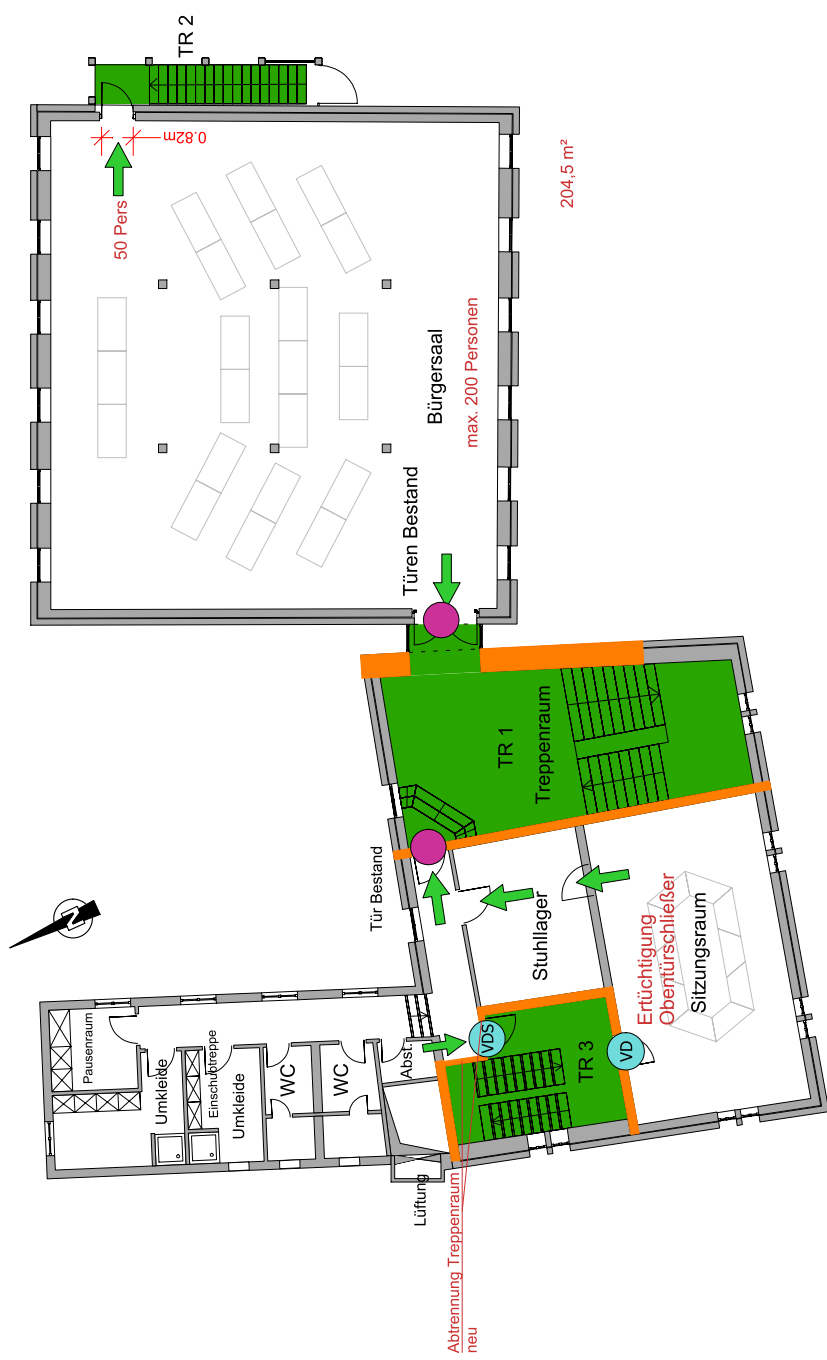 TR 2
0.82m
50 Pers
204,5 m²
Bürgersaal
max. 200 Personen
Türen Bestand
TR 1
Treppenraum
Tür Bestand
Stuhllager
Ertüchtigung
Obentürschließer
Sitzungsraum
VDS
VD
TR 3
Pausenraum
Umkleide
Einschubtreppe
Umkleide
WC
WC
Abst.
Lüftung
Abtrennung Treppenraum
neu
N